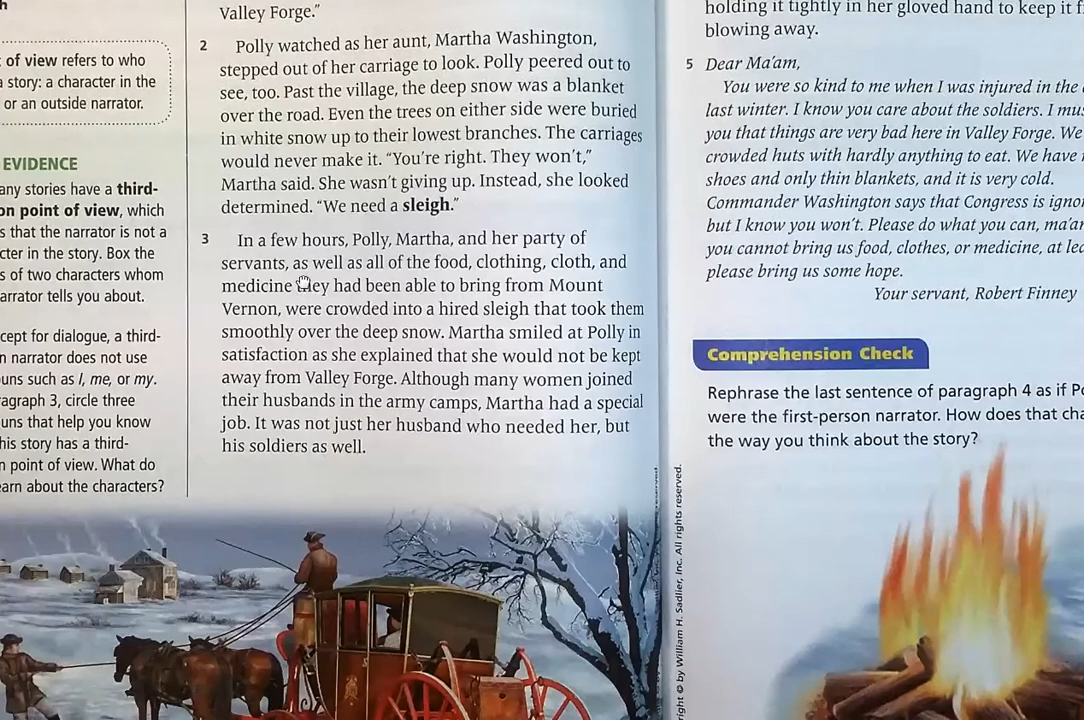 h
of view refers to who
a story: a character in the
or an outside narrator.
EVIDENCE
any stories have a third-
on point of view, which
s that the narrator is not a
cter in the story. Box the
s of two characters whom
arrator tells you about.
cept for dialogue, a third-
n narrator does not use
uns such as I, me, or my.
ragraph 3, circle three
uns that help you know
his story has a third-
n point of view. What do
earn about the characters?
Valley Forge.”
2 Polly watched as her aunt, Martha Washington,
stepped out of her carriage to look. Polly peered out to
see, too. Past the village, the deep snow was a blanket
over the road. Even the trees on either side were buried
in white snow up to their lowest branches. The carriages
would never make it. “You’re right. They won’t,”
Martha said. She wasn’t giving up. Instead, she looked
determined. “We need a sleigh.”
3 In a few hours, Polly, Martha, and her party of
servants, as well as all of the food, clothing, cloth, and
medicine they had been able to bring from Mount
Vernon, were crowded into a hired sleigh that took them
smoothly over the deep snow. Martha smiled at Polly in
satisfaction as she explained that she would not be kept
away from Valley Forge. Although many women joined
their husbands in the army camps, Martha had a special
job. It was not just her husband who needed her, but
his soldiers as well.
reserved.
holding it tightly in her gloved hand to keep it f
blowing away.
5 Dear Ma’am,
You were so kind to me when I was injured in the
last winter. I know you care about the soldiers. I mus
you that things are very bad here in Valley Forge. We
crowded huts with hardly anything to eat. We have
shoes and only thin blankets, and it is very cold.
Commander Washington says that Congress is ignor
but I know you won’t. Please do what you can, ma’am
you cannot bring us food, clothes, or medicine, at lea
please bring us some hope.
Your servant, Robert Finney
Comprehension Check
Rephrase the last sentence of paragraph 4 as if Po
were the first-person narrator. How does that cha
the way you think about the story?
right © by William H. Sadlier, Inc. All rights reserved.